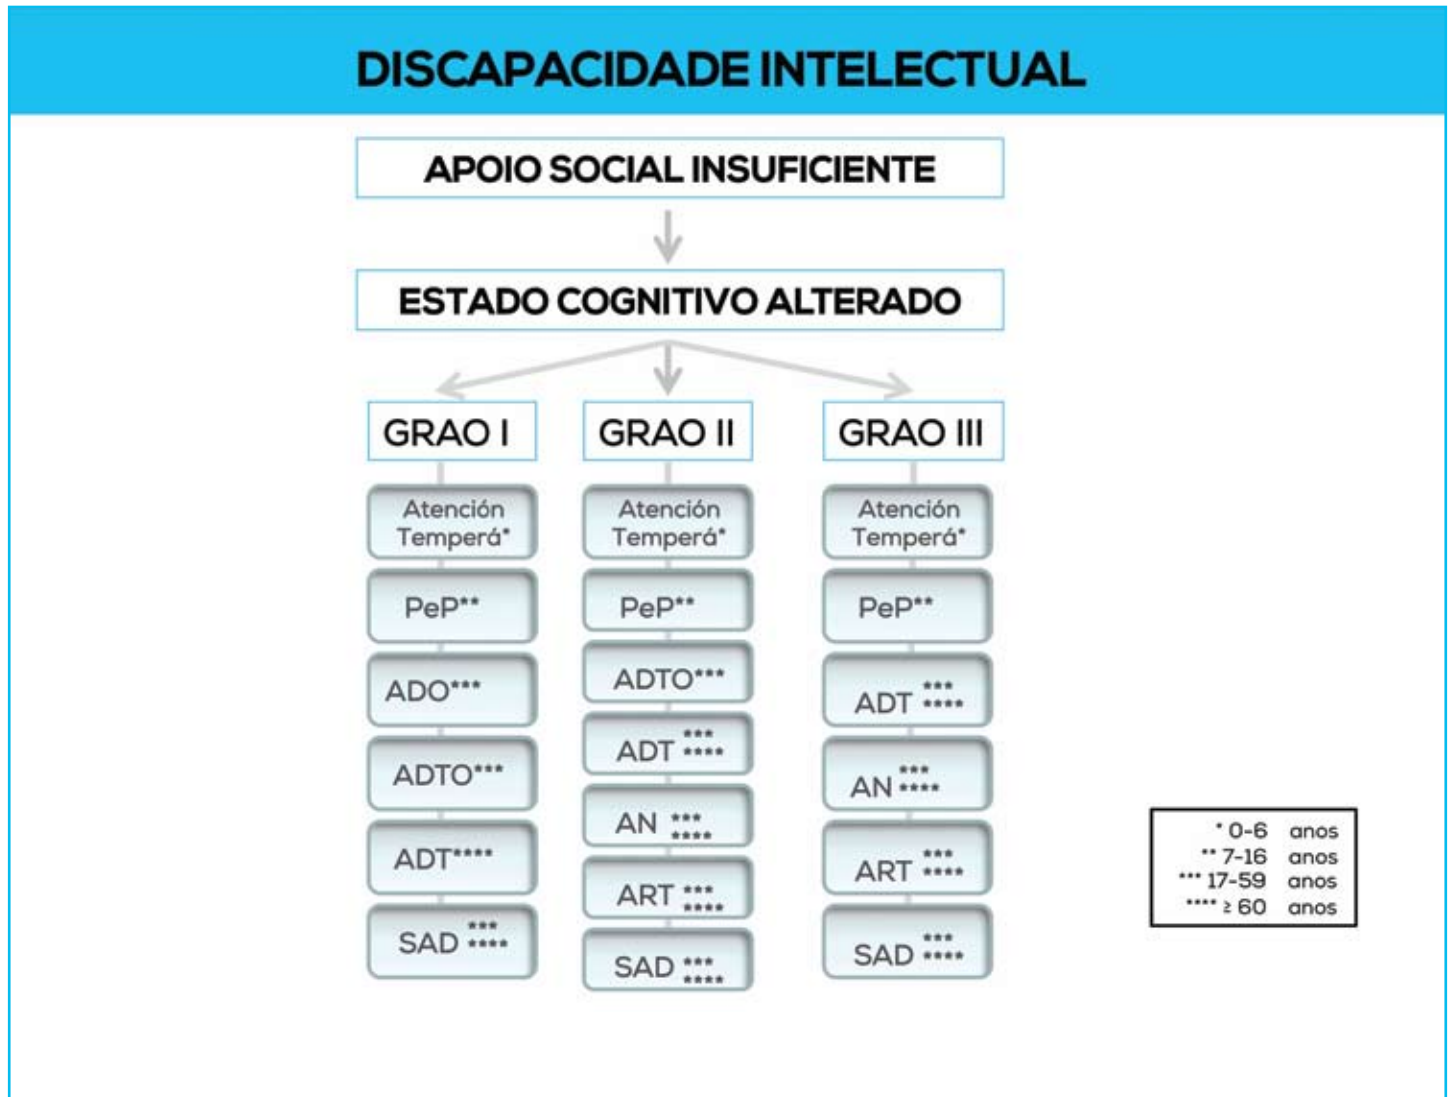 DISCAPACIDADE INTELECTUAL
APOIO SOCIAL INSUFICIENTE
ESTADO COGNITIVO ALTERADO
GRAO I
Atención
Temperá*
PeP**
ADO***
ADTO***
ADT****
SAD ***
****
GRAO II
Atención
Temperá*
PeP**
ADTO***
ADT ***
****
AN ***
****
ART ***
****
SAD ***
****
GRAO III
Atención
Temperá*
PeP**
ADT ***
****
AN ***
****
ART ***
****
SAD ***
****
* 0-6 anos
** 7-16 anos
*** 17-59 anos
**** ≥ 60 anos